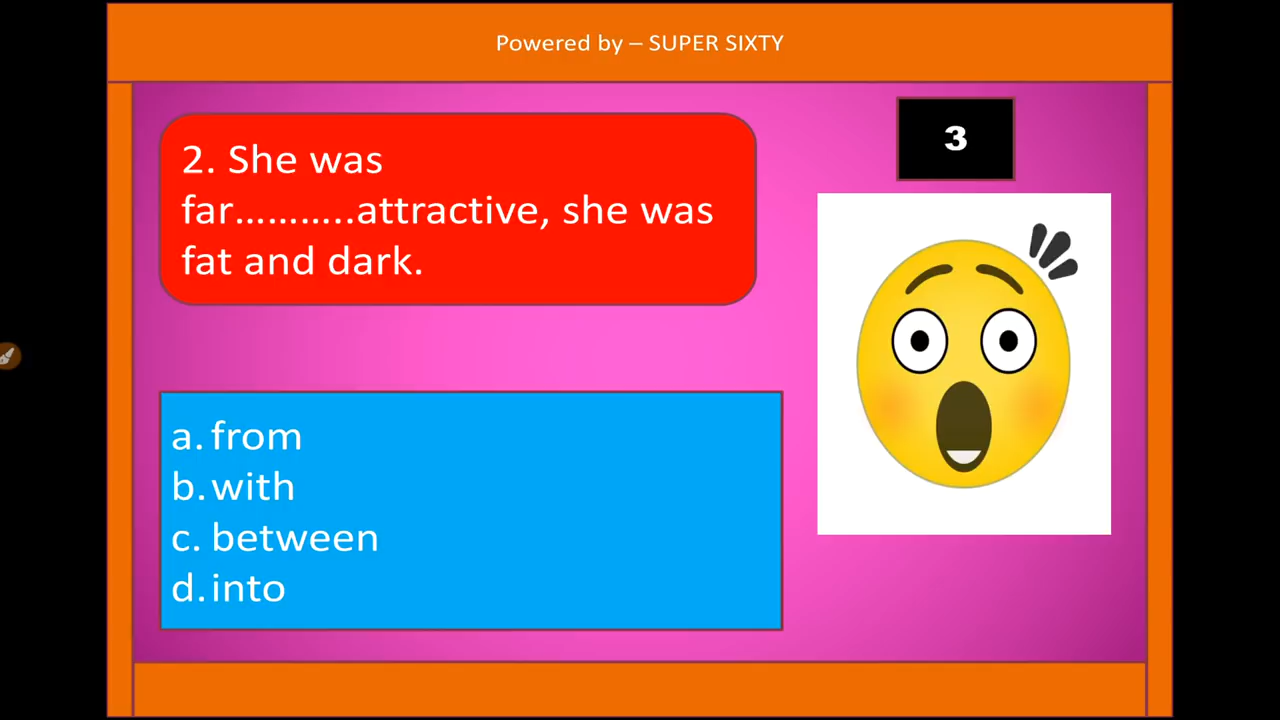 Powered by – SUPER SIXTY
3
2. She was
far………..attractive, she was
fat and dark.
a. from
b. with
c. between
d. into